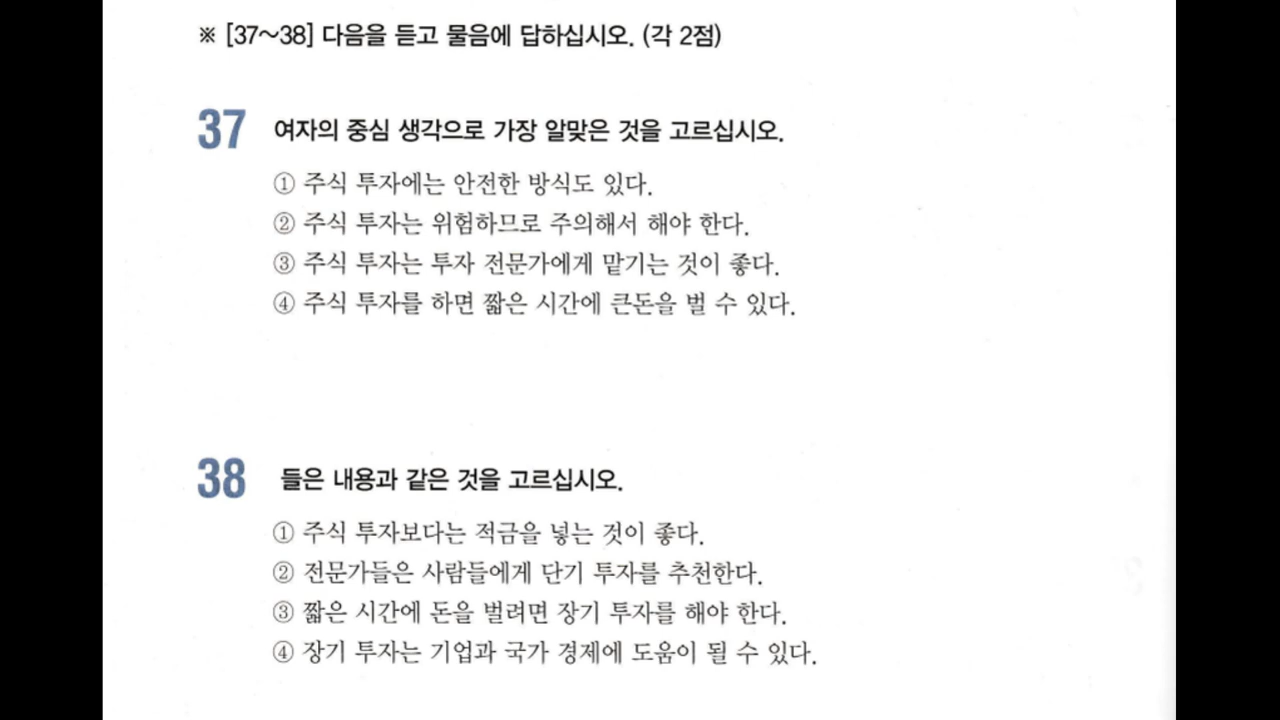 ※ [37~38] 다음을 듣고 물음에 답하십시오. (각 2점)
37 여자의 중심 생각으로 가장 알맞은 것을 고르십시오.
① 주식 투자에는 안전한 방식도 있다.
② 주식 투자는 위험하므로 주의해서 해야 한다.
③ 주식 투자는 투자 전문가에게 맡기는 것이 좋다.
④ 주식 투자를 하면 짧은 시간에 큰돈을 벌 수 있다.
38 들은 내용과 같은 것을 고르십시오.
① 주식 투자보다는 적금을 넣는 것이 좋다.
② 전문가들은 사람들에게 단기 투자를 추천한다.
③ 짧은 시간에 돈을 벌려면 장기 투자를 해야 한다.
④ 장기 투자는 기업과 국가 경제에 도움이 될 수 있다.